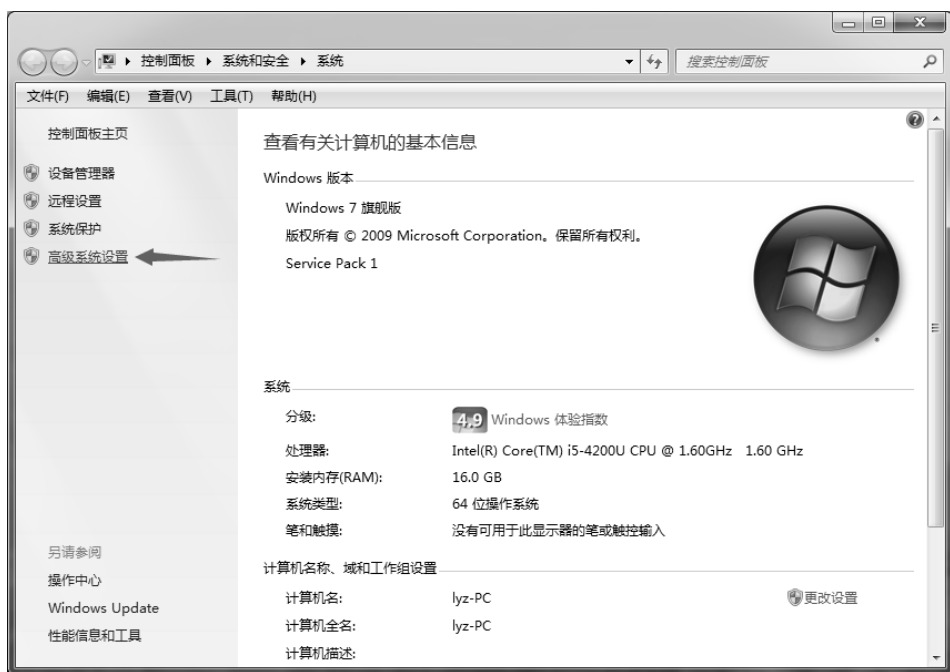 控制面板 ▸ 系统和安全 ▸ 系统
搜索控制面板
文件(F) 编辑(E) 查看(V) 工具(T) 帮助(H)
控制面板主页
设备管理器
远程设置
系统保护
高级系统设置
另请参阅
操作中心
Windows Update
性能信息和工具
查看有关计算机的基本信息
Windows 版本
Windows 7 旗舰版
版权所有 © 2009 Microsoft Corporation。保留所有权利。
Service Pack 1
系统
分级: 4.9 Windows 体验指数
处理器: Intel(R) Core(TM) i5-4200U CPU @ 1.60GHz 1.60 GHz
安装内存(RAM): 16.0 GB
系统类型: 64 位操作系统
笔和触摸: 没有可用于此显示器的笔或触控输入
计算机名称、域和工作组设置
计算机名: lyz-PC 更改设置
计算机全名: lyz-PC
计算机描述: